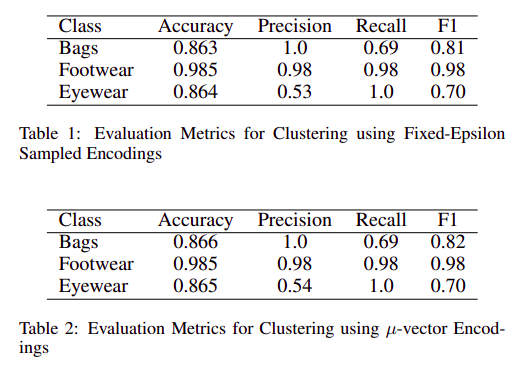 Class Accuracy Precision Recall F1
Bags 0.863 1.0 0.69 0.81
Footwear 0.985 0.98 0.98 0.98
Eyewear 0.864 0.53 1.0 0.70
Table 1: Evaluation Metrics for Clustering using Fixed-Epsilon
Sampled Encodings
Class Accuracy Precision Recall F1
Bags 0.866 1.0 0.69 0.82
Footwear 0.985 0.98 0.98 0.98
Eyewear 0.865 0.54 1.0 0.70
Table 2: Evaluation Metrics for Clustering using μ-vector Encod-
ings